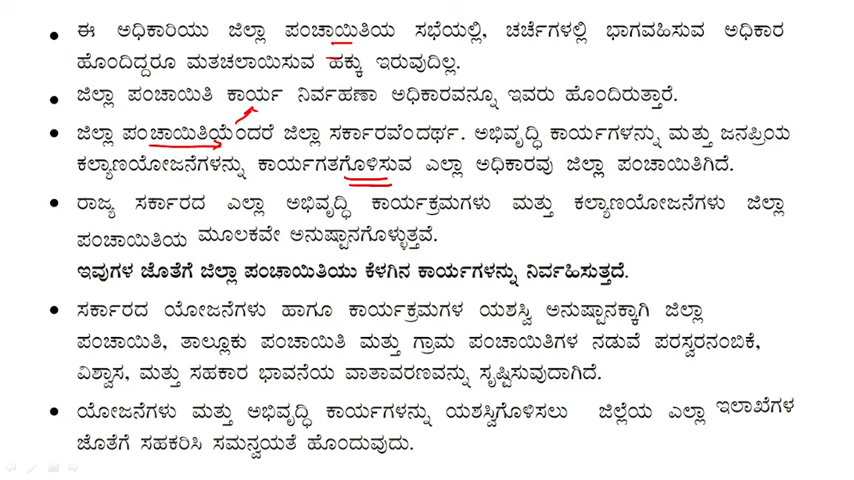 • ಈ ಅಧಿಕಾರಿಯು ಜಿಲ್ಲಾ ಪಂಚಾಯಿತಿಯ ಸಭೆಯಲ್ಲಿ, ಚರ್ಚೆಗಳಲ್ಲಿ ಭಾಗವಹಿಸುವ ಅಧಿಕಾರ
ಹೊಂದಿದ್ದರೂ ಮತಚಲಾಯಿಸುವ ಹಕ್ಕು ಇರುವುದಿಲ್ಲ.
• ಜಿಲ್ಲಾ ಪಂಚಾಯಿತಿ ಕಾರ್ಯ ನಿರ್ವಹಣಾ ಅಧಿಕಾರವನ್ನೂ ಇವರು ಹೊಂದಿರುತ್ತಾರೆ.
• ಜಿಲ್ಲಾ ಪಂಚಾಯಿತಿಯೆಂದರೆ ಜಿಲ್ಲಾ ಸರ್ಕಾರವೆಂದರ್ಥ. ಅಭಿವೃದ್ಧಿ ಕಾರ್ಯಗಳನ್ನು ಮತ್ತು ಜನಪ್ರಿಯ
ಕಲ್ಯಾಣಯೋಜನೆಗಳನ್ನು ಕಾರ್ಯಗತಗೊಳಿಸುವ ಎಲ್ಲಾ ಅಧಿಕಾರವು ಜಿಲ್ಲಾ ಪಂಚಾಯಿತಿಗಿದೆ.
• ರಾಜ್ಯ ಸರ್ಕಾರದ ಎಲ್ಲಾ ಅಭಿವೃದ್ಧಿ ಕಾರ್ಯಕ್ರಮಗಳು ಮತ್ತು ಕಲ್ಯಾಣಯೋಜನೆಗಳು ಜಿಲ್ಲಾ
ಪಂಚಾಯಿತಿಯ ಮೂಲಕವೇ ಅನುಷ್ಟಾನಗೊಳ್ಳುತ್ತವೆ.
ಇವುಗಳ ಜೊತೆಗೆ ಜಿಲ್ಲಾ ಪಂಚಾಯಿತಿಯು ಕೆಳಗಿನ ಕಾರ್ಯಗಳನ್ನು ನಿರ್ವಹಿಸುತ್ತದೆ.
• ಸರ್ಕಾರದ ಯೋಜನೆಗಳು ಹಾಗೂ ಕಾರ್ಯಕ್ರಮಗಳ ಯಶಸ್ವಿ ಅನುಷ್ಟಾನಕ್ಕಾಗಿ ಜಿಲ್ಲಾ
ಪಂಚಾಯಿತಿ, ತಾಲ್ಲೂಕು ಪಂಚಾಯಿತಿ ಮತ್ತು ಗ್ರಾಮ ಪಂಚಾಯಿತಿಗಳ ನಡುವೆ ಪರಸ್ವರನಂಬಿಕೆ,
ವಿಶ್ವಾಸ, ಮತ್ತು ಸಹಕಾರ ಭಾವನೆಯ ವಾತಾವರಣವನ್ನು ಸೃಷ್ಟಿಸುವುದಾಗಿದೆ.
• ಯೋಜನೆಗಳು ಮತ್ತು ಅಭಿವೃದ್ಧಿ ಕಾರ್ಯಗಳನ್ನು ಯಶಸ್ವಿಗೊಳಿಸಲು ಜಿಲ್ಲೆಯ ಎಲ್ಲಾ ಇಲಾಖೆಗಳ
ಜೊತೆಗೆ ಸಹಕರಿಸಿ ಸಮನ್ವಯತೆ ಹೊಂದುವುದು.